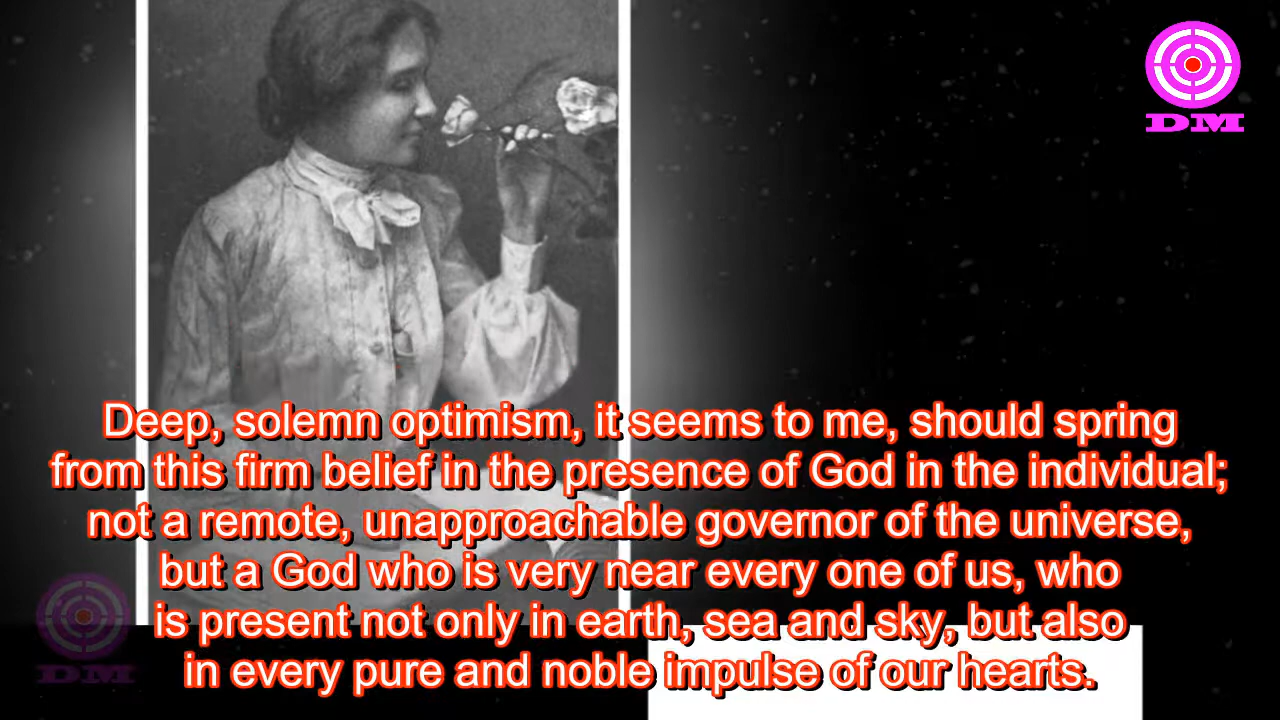 DM
Deep, solemn optimism, it seems to me, should spring
from this firm belief in the presence of God in the individual;
not a remote, unapproachable governor of the universe,
but a God who is very near every one of us, who
is present not only in earth, sea and sky, but also
in every pure and noble impulse of our hearts.
DM